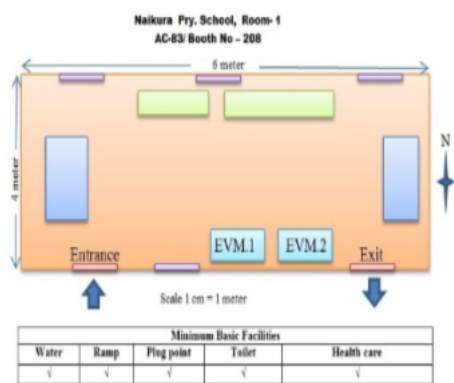 Naikura Pry. School, Room- 1
AC-83/ Booth No – 208
6 meter
4 meter
N
EVM.1 EVM.2
Entrance Exit
Scale 1 cm = 1 meter
Minimum Basic Facilities
Water Ramp Plug point Toilet Health care
√ √ √ √ √